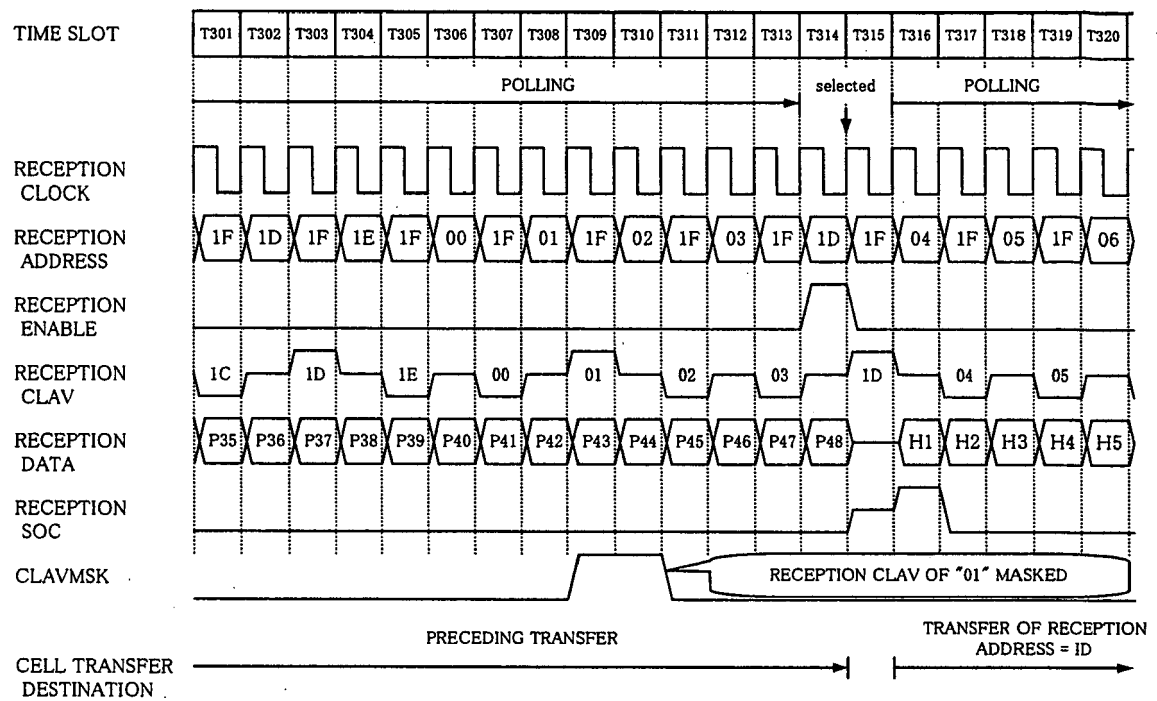 TIME SLOT T301 T302 T303 T304 T305 T306 T307 T308 T309 T310 T311 T312 T313 T314 T315 T316 T317 T318 T319 T320
POLLING selected POLLING
RECEPTION
CLOCK
RECEPTION
ADDRESS
1F 1D 1F 1E 1F 00 1F 01 1F 02 1F 03 1F 1D 1F 04 1F 05 1F 06
RECEPTION
ENABLE
RECEPTION
CLAV
1C 1D 1E 00 01 02 03 1D 04 05
RECEPTION
DATA
P35 P36 P37 P38 P39 P40 P41 P42 P43 P44 P45 P46 P47 P48 H1 H2 H3 H4 H5
RECEPTION
SOC
CLAVMSK RECEPTION CLAV OF "01" MASKED
PRECEDING TRANSFER
TRANSFER OF RECEPTION
ADDRESS = ID
CELL TRANSFER
DESTINATION